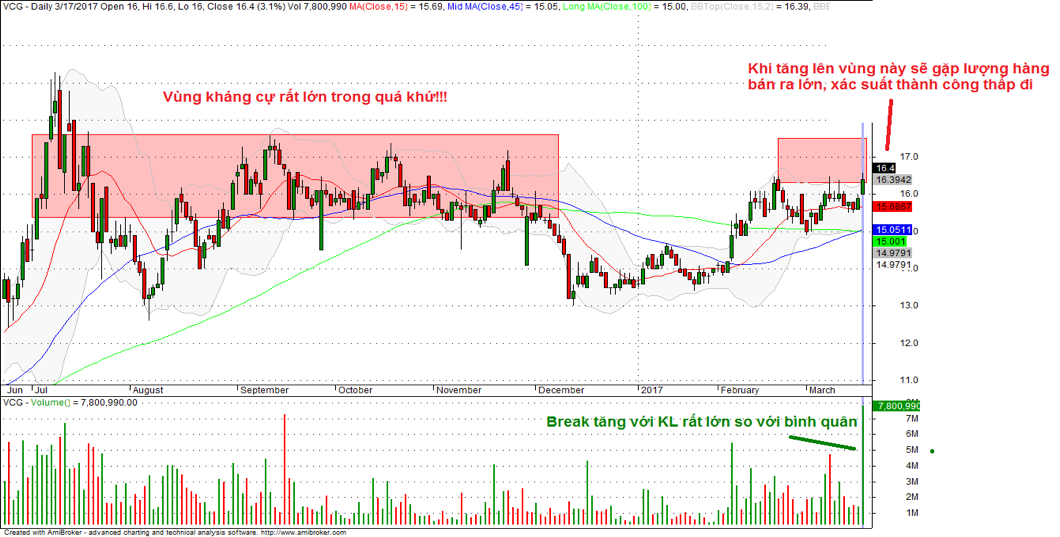 VCG - Daily 3/17/2017 Open 16, Hi 16.6, Lo 16, Close 16.4 (3.1%) Vol 7,800,990 MA(Close,15) = 15.69, Mid MA(Close,45) = 15.05, Long MA(Close,100) = 15.00, BBTop(Close,15,2) = 16.39, BBE
Khi tăng lên vùng này sẽ gặp lượng hàng
bán ra lớn, xác suất thành công thấp đi
Vùng kháng cự rất lớn trong quá khứ!!!
17.0
16.4
16.3942
16.0
15.6867
15.0511
15.001
14.9791
14.9791
13.0
12.0
11.0
Jun Jul August September October November December 2017 February March
VCG - Volume() = 7,800,990.00
7,800,990
Break tăng với KL rất lớn so với bình quân
7M
6M
5M
4M
3M
2M
1M
Created with AmiBroker - advanced charting and technical analysis software. http://www.amibroker.com